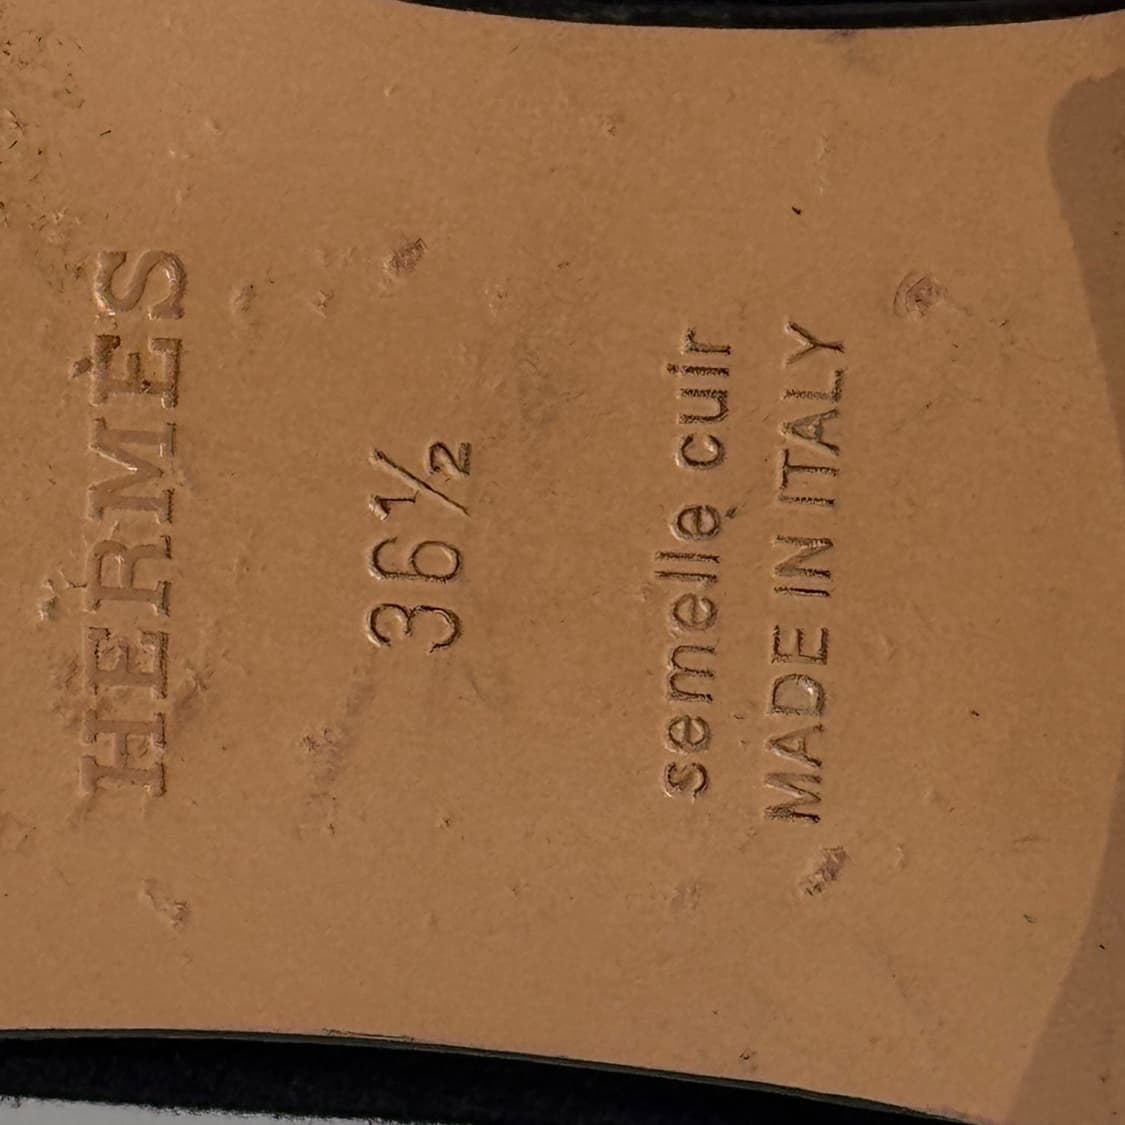 HERMÈS
36½
semelle cuir
MADE IN ITALY